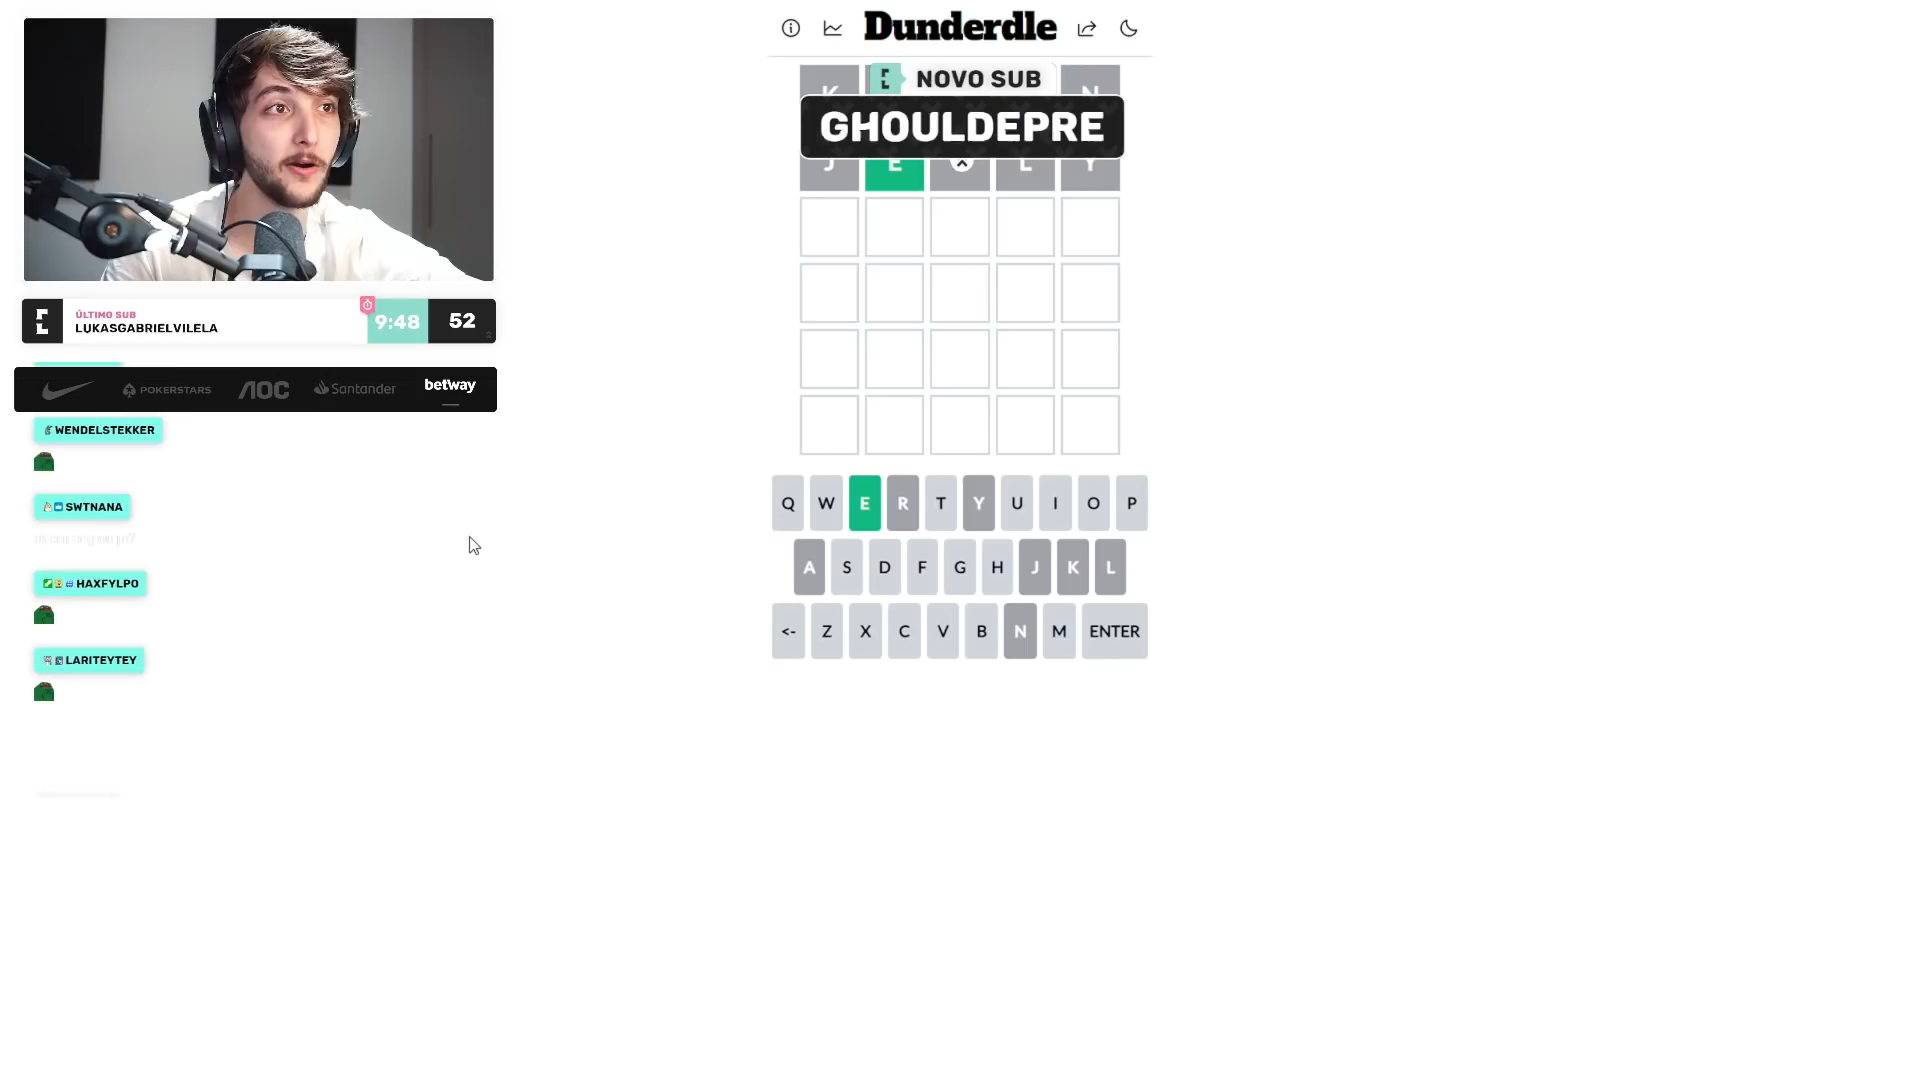 Dunderdle
NOVO SUB
GHOULDEPRE
K N
J E L Y
ÚLTIMO SUB
LUKASGABRIELVILELA
9:48
52
POKERSTARS
AOC
Santander
betway
WENDELSTEKKER
SWTNANA
HAXFYLPO
LARITEYTEY
Q W E R T Y U I O P
A S D F G H J K L
<- Z X C V B N M ENTER